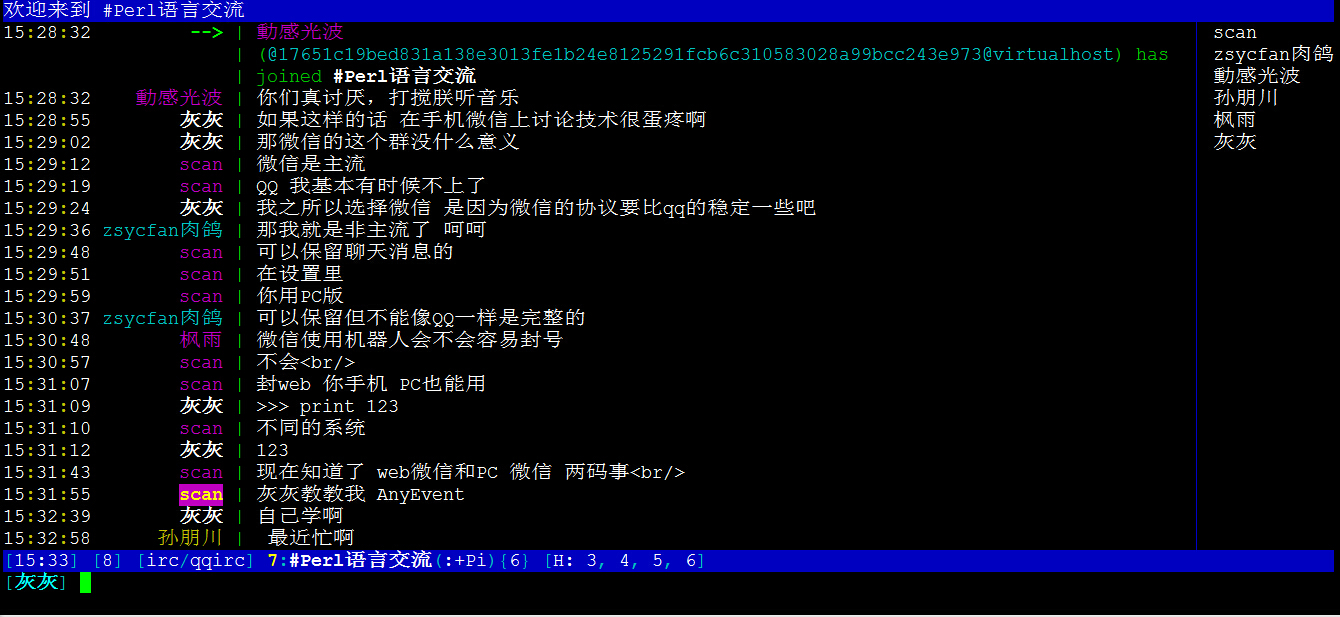 欢迎来到 #Perl语言交流
15:28:32 --> | 動感光波
| (@17651c19bed831a138e3013fe1b24e8125291fcb6c310583028a99bcc243e973@virtualhost) has
| joined #Perl语言交流
15:28:32 動感光波 | 你们真讨厌，打搅朕听音乐
15:28:55 灰灰 | 如果这样的话 在手机微信上讨论技术很蛋疼啊
15:29:02 灰灰 | 那微信的这个群没什么意义
15:29:12 scan | 微信是主流
15:29:19 scan | QQ 我基本有时候不上了
15:29:24 灰灰 | 我之所以选择微信 是因为微信的协议要比qq的稳定一些吧
15:29:36 zsycfan肉鸽 | 那我就是非主流了 呵呵
15:29:48 scan | 可以保留聊天消息的
15:29:51 scan | 在设置里
15:29:59 scan | 你用PC版
15:30:37 zsycfan肉鸽 | 可以保留但不能像QQ一样是完整的
15:30:48 枫雨 | 微信使用机器人会不会容易封号
15:30:57 scan | 不会<br/>
15:31:07 scan | 封web 你手机 PC也能用
15:31:09 灰灰 | >>> print 123
15:31:10 scan | 不同的系统
15:31:12 灰灰 | 123
15:31:43 scan | 现在知道了 web微信和PC 微信 两码事<br/>
15:31:55 scan | 灰灰教教我 AnyEvent
15:32:39 灰灰 | 自己学啊
15:32:58 孙朋川 | 最近忙啊
scan
zsycfan肉鸽
動感光波
孙朋川
枫雨
灰灰
[15:33] [8] [irc/qqirc] 7:#Perl语言交流(:+Pi){6} [H: 3, 4, 5, 6]
[灰灰]